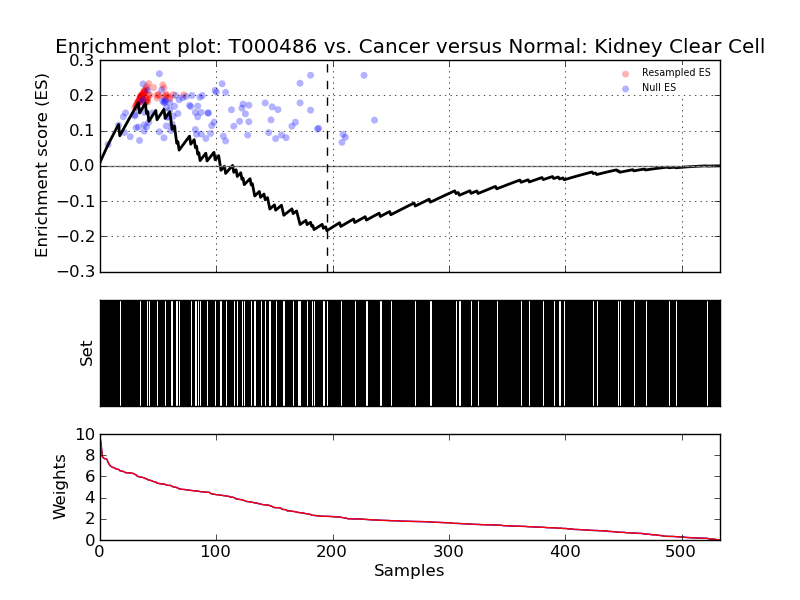 Enrichment plot: T000486 vs. Cancer versus Normal: Kidney Clear Cell
Enrichment score (ES)
0.3
0.2
0.1
0.0
−0.1
−0.2
−0.3
Resampled ES
Null ES
Set
Weights
10
8
6
4
2
0
0 100 200 300 400 500
Samples